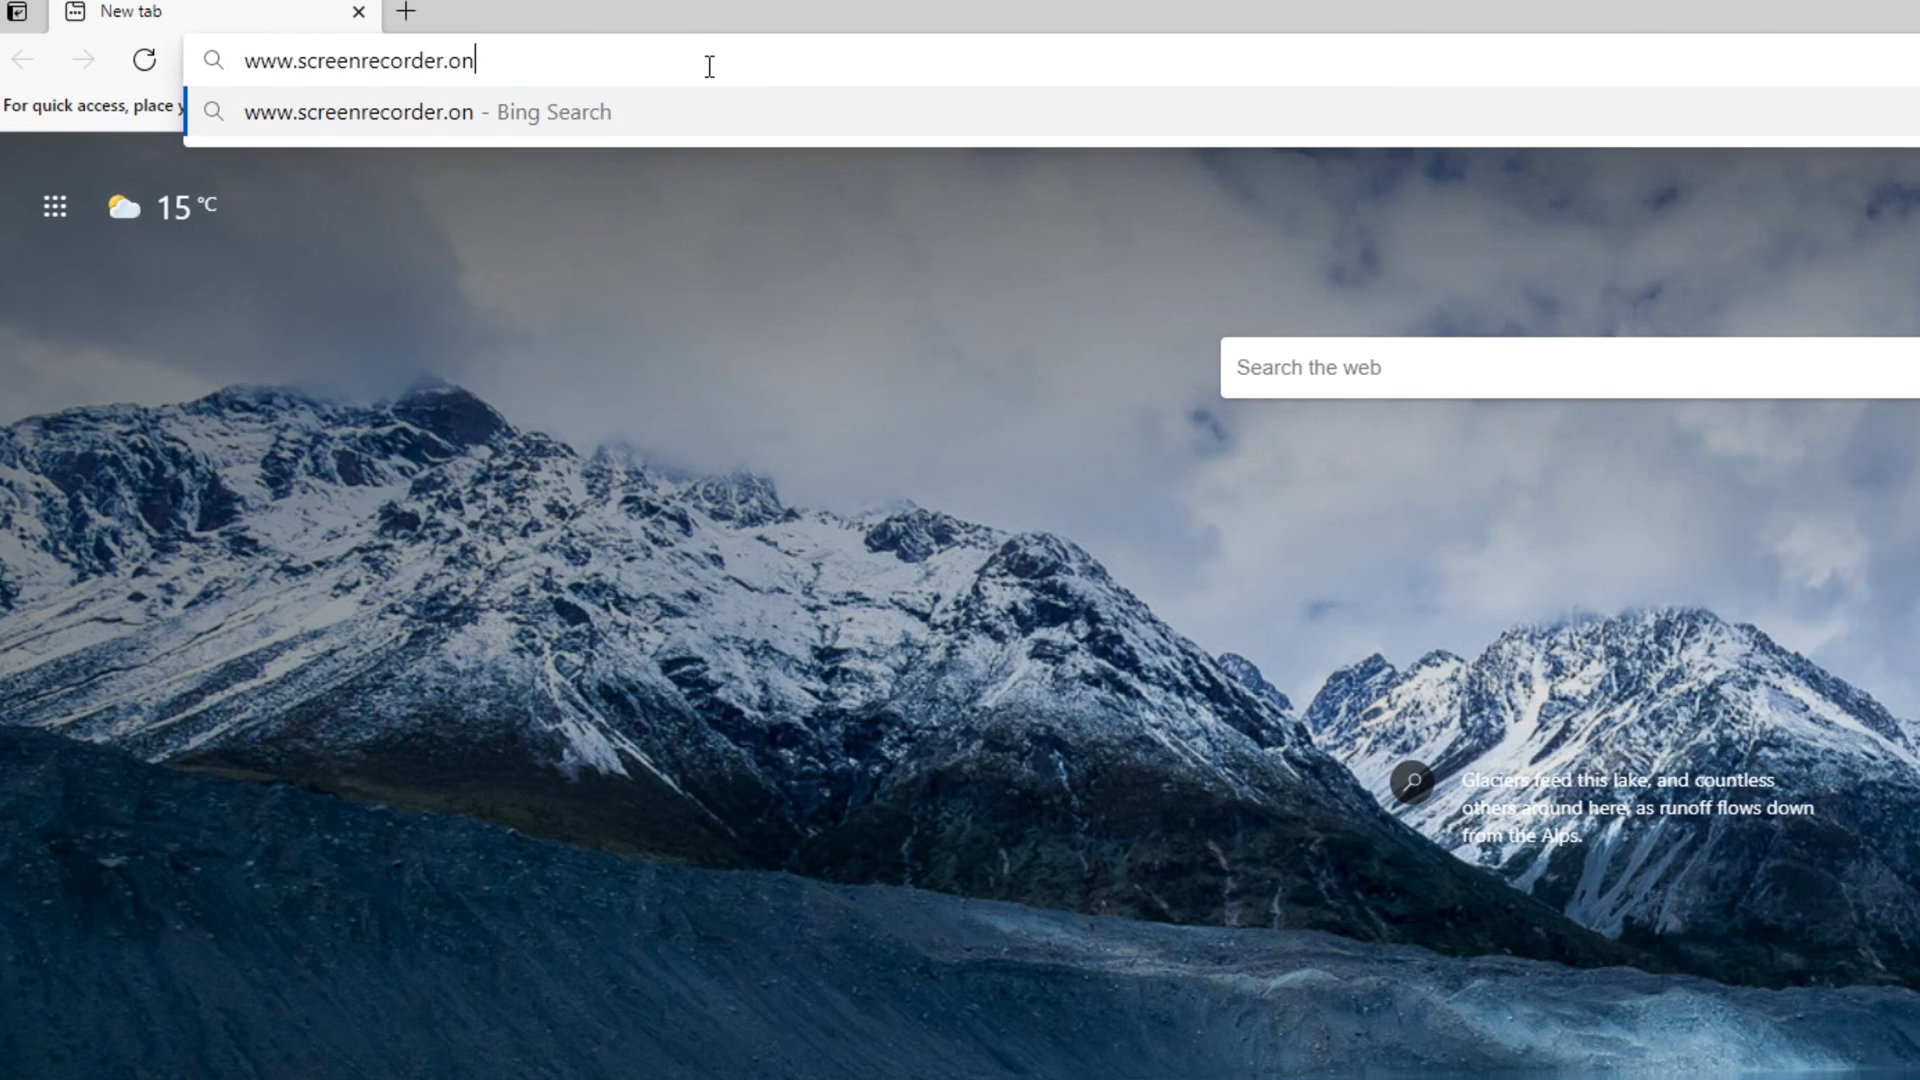 New tab
www.screenrecorder.on
For quick access, place
www.screenrecorder.on - Bing Search
15 °C
Search the web
Glaciers feed this lake, and countless
others around here, as runoff flows down
from the Alps.